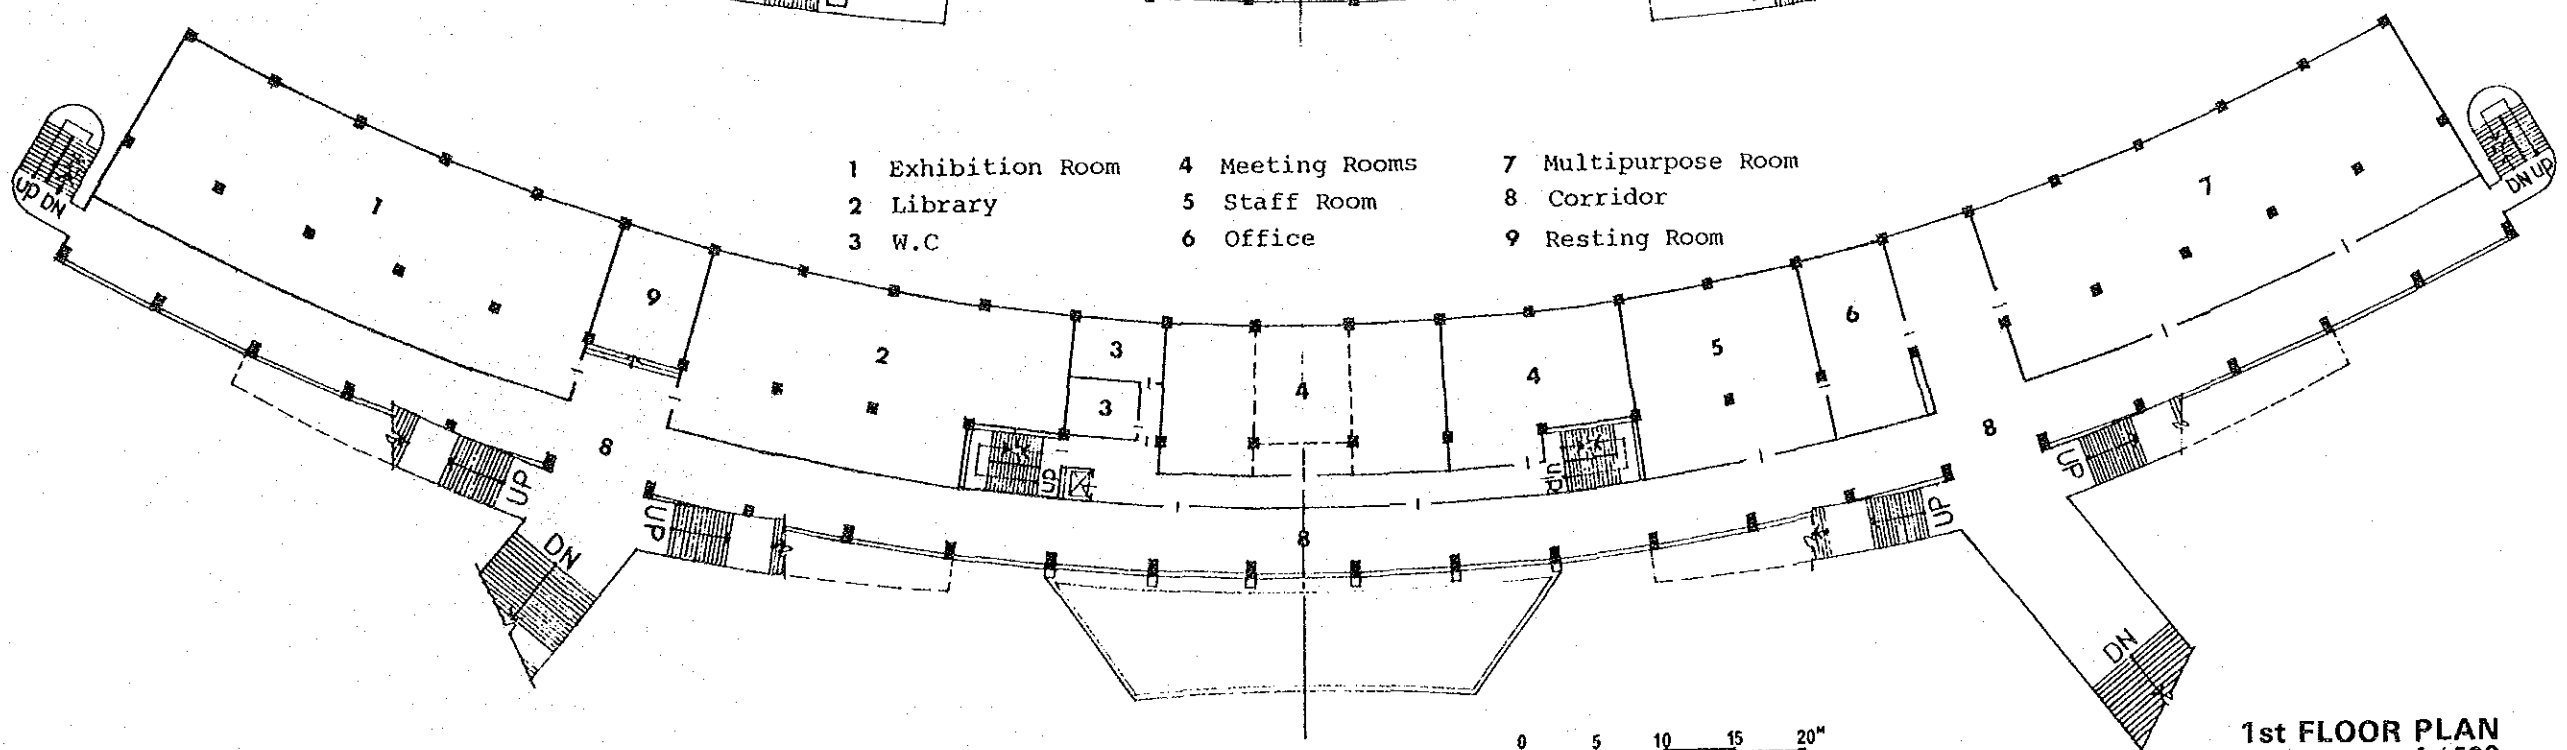 1 Exhibition Room 4 Meeting Rooms 7 Multipurpose Room
2 Library 5 Staff Room 8 Corridor
3 W.C 6 Office 9 Resting Room
UP DN
1
9
2
3
3
4
4
5
6
7
DN UP
8
8
8
UP
DN
UP
UP
UP
UP
UP
DN
0 5 10 15 20M
1st FLOOR PLAN